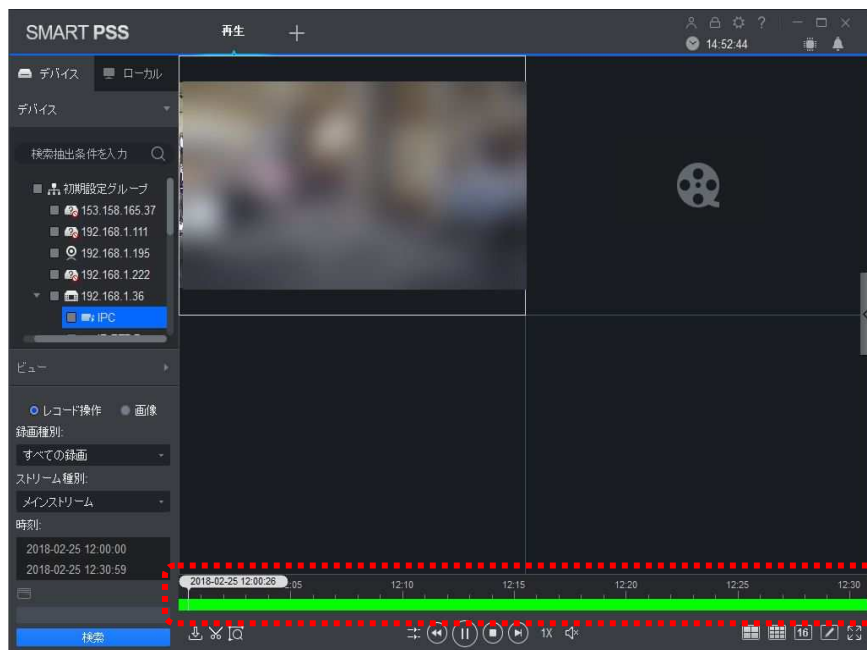 SMART PSS
再生
14:52:44
デバイス
ローカル
デバイス
検索抽出条件を入力
初期設定グループ
153.158.165.37
192.168.1.111
192.168.1.195
192.168.1.222
192.168.1.36
IPC
ビュー
レコード操作
画像
録画種別:
すべての録画
ストリーム種別:
メインストリーム
時刻:
2018-02-25 12:00:00
2018-02-25 12:30:59
検索
2018-02-25 12:00:26
:05
12:10
12:15
12:20
12:25
12:30
1X
16